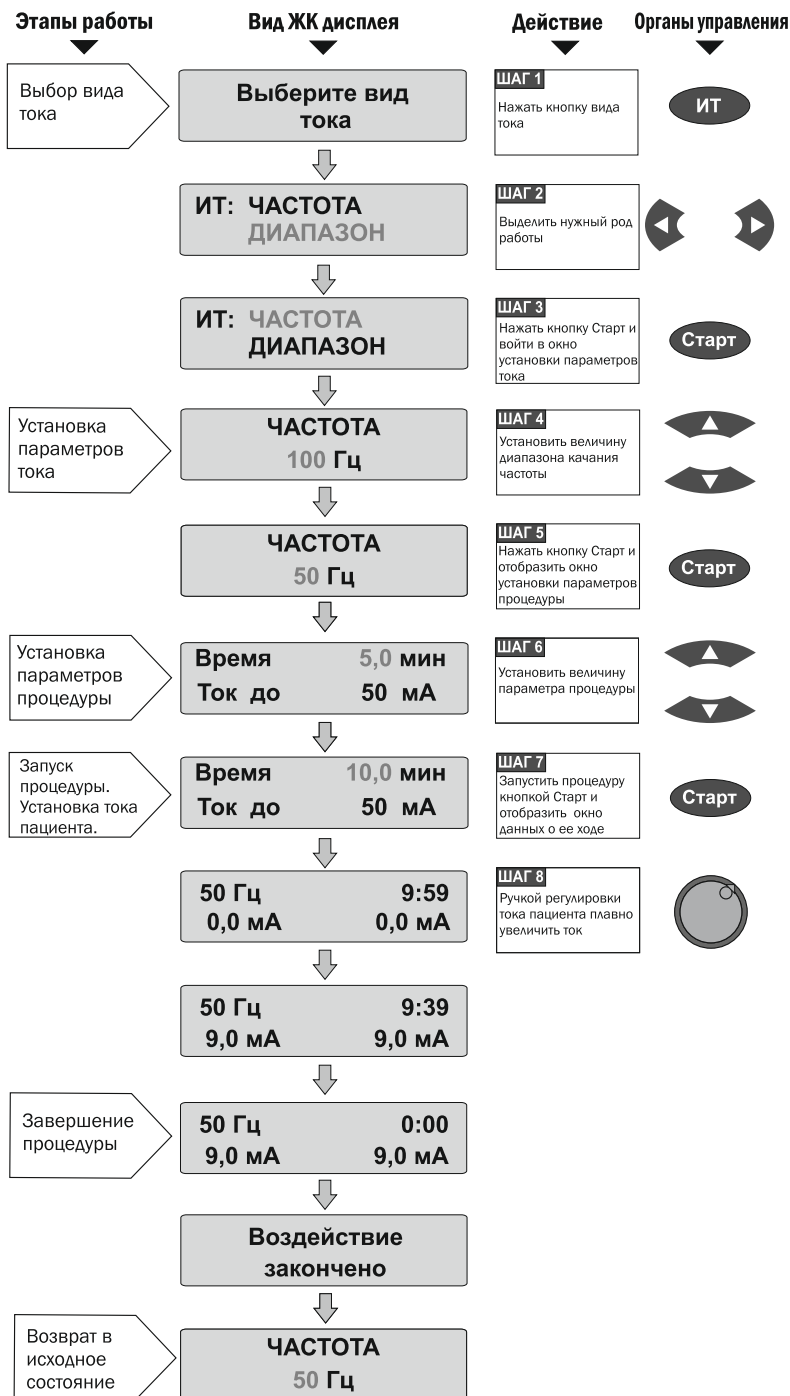 Этапы работы
Вид ЖК дисплея
Действие
Органы управления
Выбор вида
тока
Выберите вид
тока
ШАГ 1
Нажать кнопку вида
тока
ИТ
ИТ: ЧАСТОТА
ДИАПАЗОН
ШАГ 2
Выделить нужный род
работы
ИТ: ЧАСТОТА
ДИАПАЗОН
ШАГ 3
Нажать кнопку Старт и
войти в окно
установки параметров
тока
Старт
Установка
параметров
тока
ЧАСТОТА
100 Гц
ШАГ 4
Установить величину
диапазона качания
частоты
ЧАСТОТА
50 Гц
ШАГ 5
Нажать кнопку Старт и
отобразить окно
установки параметров
процедуры
Старт
Установка
параметров
процедуры
Время 5,0 мин
Ток до 50 мА
ШАГ 6
Установить величину
параметра процедуры
Запуск
процедуры.
Установка тока
пациента.
Время 10,0 мин
Ток до 50 мА
ШАГ 7
Запустить процедуру
кнопкой Старт и
отобразить окно
данных о ее ходе
Старт
50 Гц 9:59
0,0 мА 0,0 мА
ШАГ 8
Ручкой регулировки
тока пациента плавно
увеличить ток
50 Гц 9:39
9,0 мА 9,0 мА
Завершение
процедуры
50 Гц 0:00
9,0 мА 9,0 мА
Воздействие
закончено
Возврат в
исходное
состояние
ЧАСТОТА
50 Гц